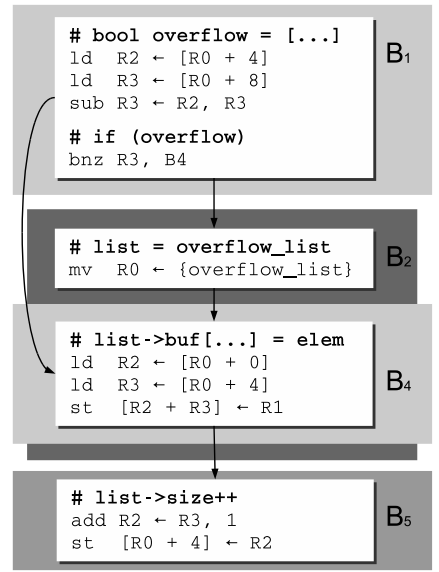 # bool overflow = [...]
ld R2 ← [R0 + 4]
ld R3 ← [R0 + 8]
sub R3 ← R2, R3
# if (overflow)
bnz R3, B4
B1
# list = overflow_list
mv R0 ← {overflow_list}
B2
# list->buf[...] = elem
ld R2 ← [R0 + 0]
ld R3 ← [R0 + 4]
st [R2 + R3] ← R1
B4
# list->size++
add R2 ← R3, 1
st [R0 + 4] ← R2
B5